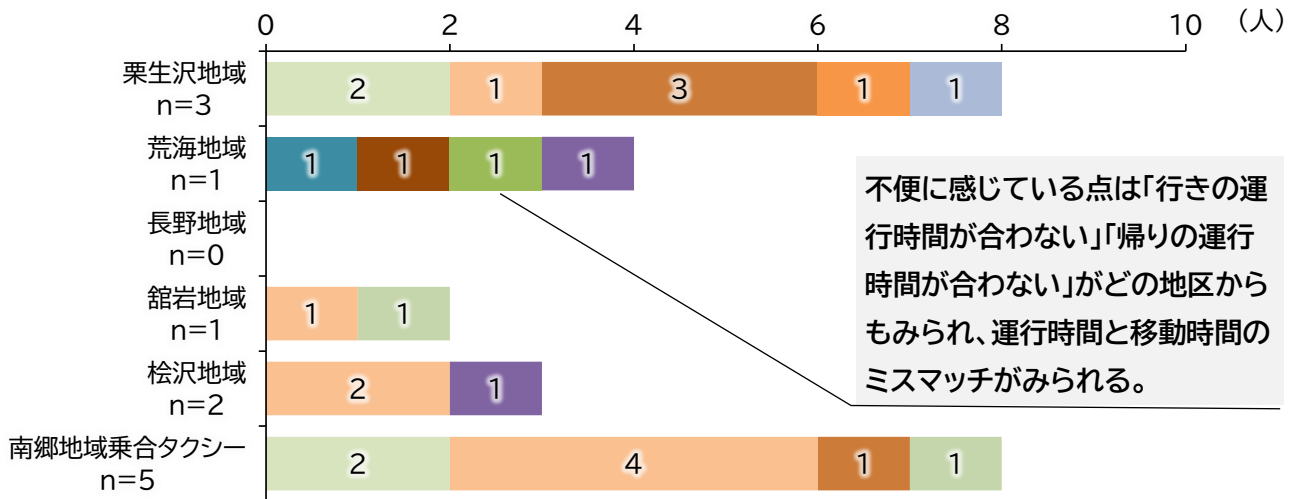 0 2 4 6 8 10 （人）
栗生沢地域
n=3
2 1 3 1 1
荒海地域
n=1
1 1 1 1
長野地域
n=0
舘岩地域
n=1
1 1
桧沢地域
n=2
2 1
南郷地域乗合タクシー
n=5
2 4 1 1
不便に感じている点は「行きの運
行時間が合わない」「帰りの運行
時間が合わない」がどの地区から
もみられ、運行時間と移動時間の
ミスマッチがみられる。